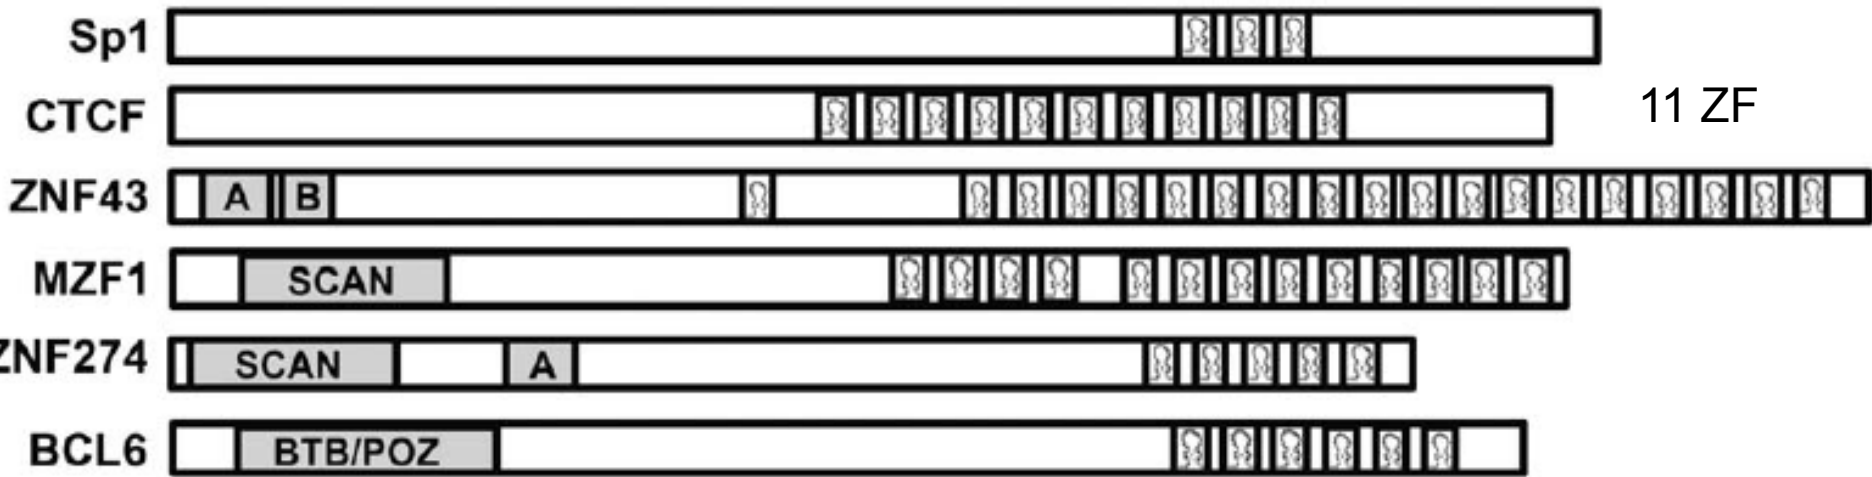 Sp1
CTCF 11 ZF
ZNF43 A B
MZF1 SCAN
ZNF274 SCAN A
BCL6 BTB/POZ